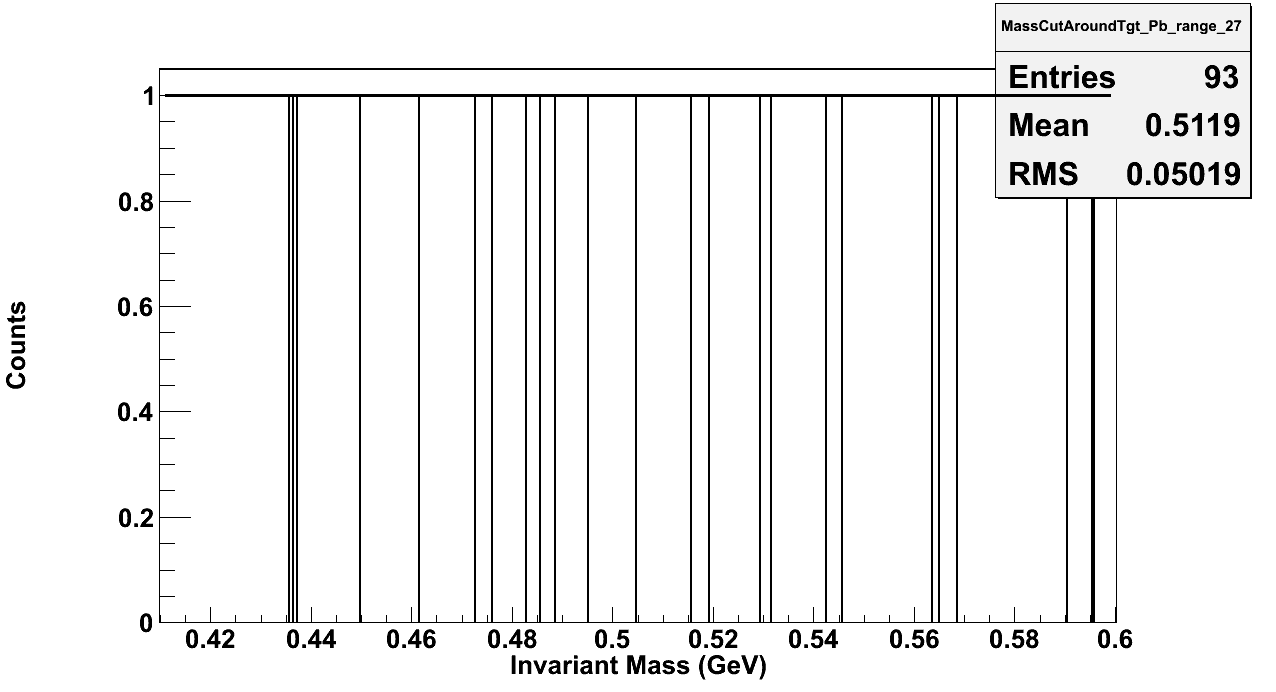 MassCutAroundTgt_Pb_range_27
Entries 93
Mean 0.5119
RMS 0.05019
Counts
1
0.8
0.6
0.4
0.2
0
0.42 0.44 0.46 0.48 0.5 0.52 0.54 0.56 0.58 0.6
Invariant Mass (GeV)